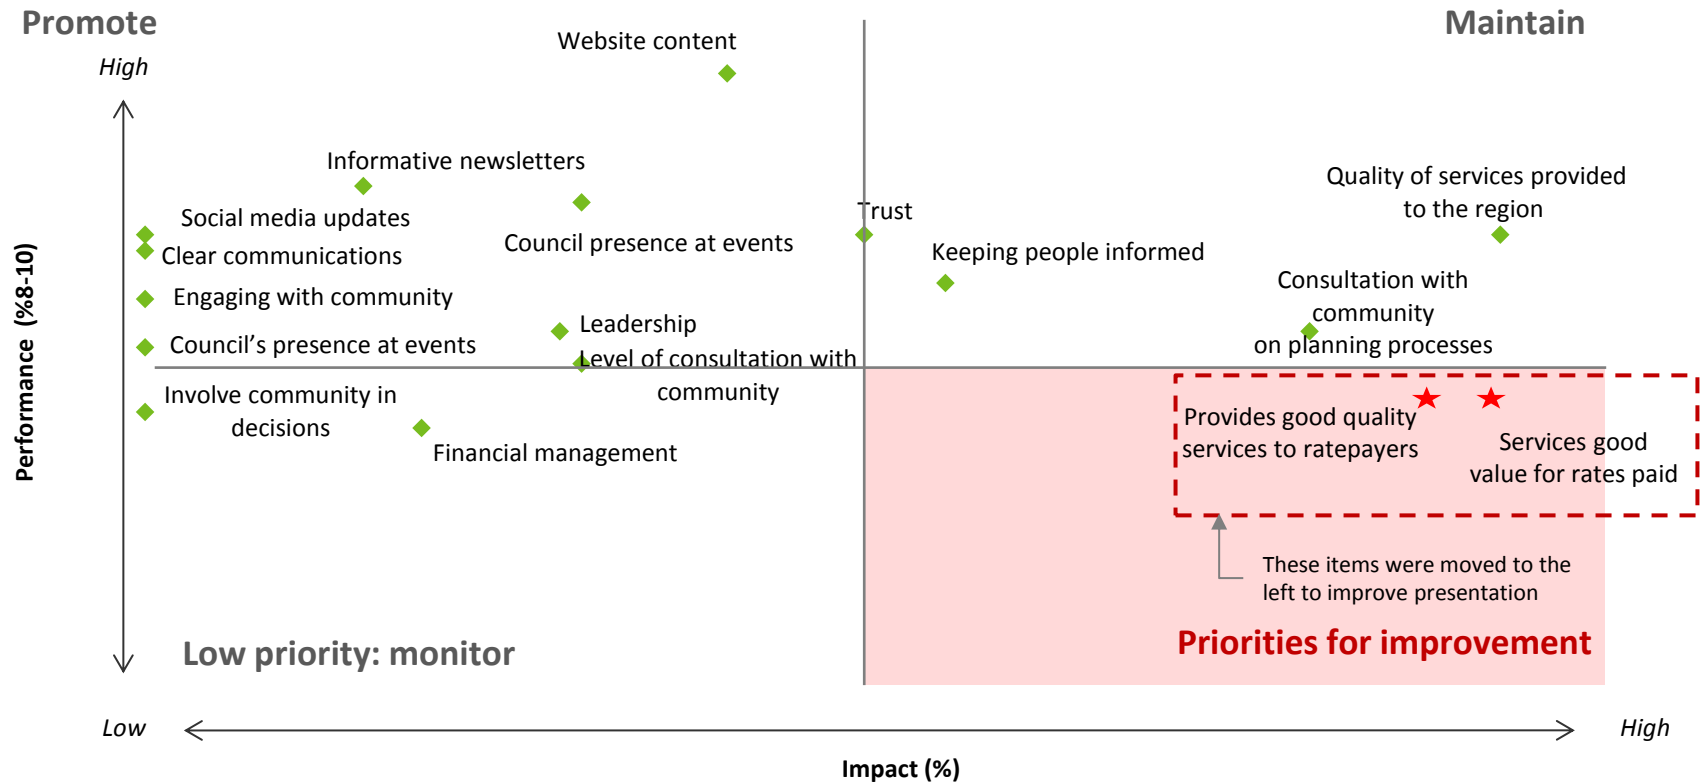 Promote
Maintain
High
Website content
Informative newsletters
Social media updates
Clear communications
Council presence at events
Trust
Quality of services provided
to the region
Keeping people informed
Engaging with community
Consultation with
community
on planning processes
Leadership
Council's presence at events
Level of consultation with
community
Involve community in
decisions
Financial management
Provides good quality
services to ratepayers
Services good
value for rates paid
These items were moved to the
left to improve presentation
Priorities for improvement
Low priority: monitor
Performance (%8-10)
Low
High
Impact (%)